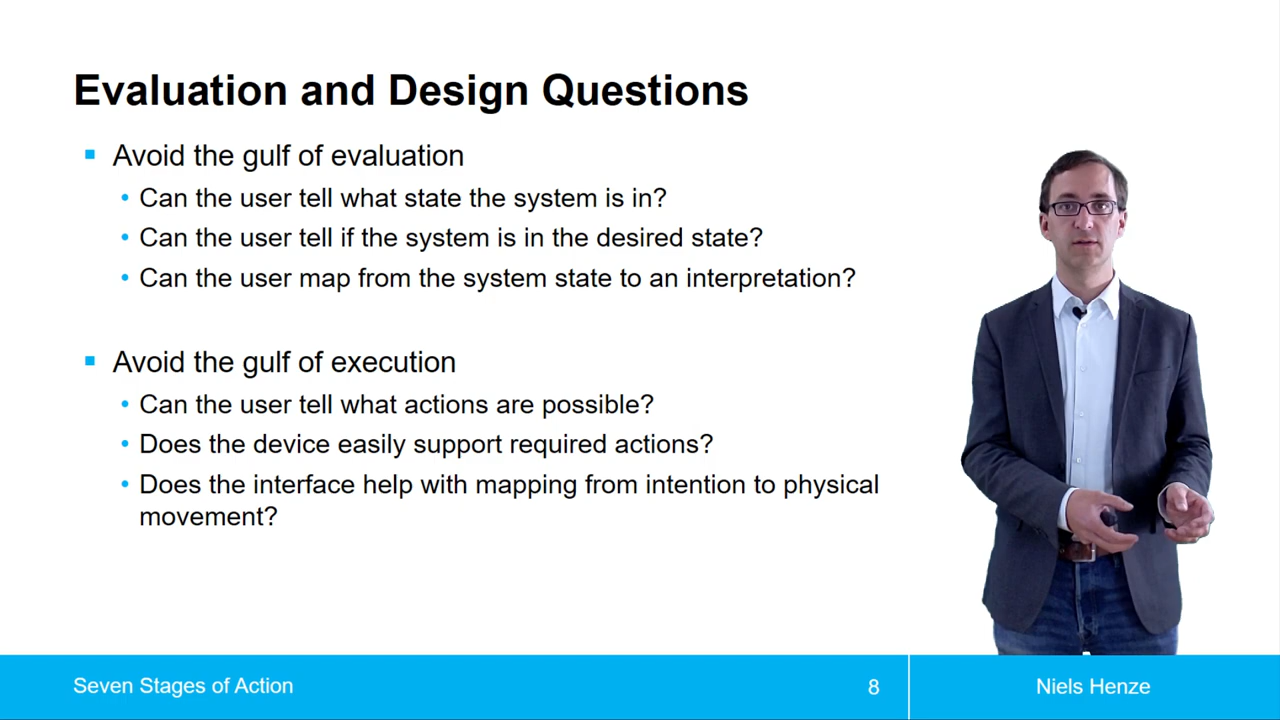 Evaluation and Design Questions
Avoid the gulf of evaluation
Can the user tell what state the system is in?
Can the user tell if the system is in the desired state?
Can the user map from the system state to an interpretation?
Avoid the gulf of execution
Can the user tell what actions are possible?
Does the device easily support required actions?
Does the interface help with mapping from intention to physical
movement?
Seven Stages of Action
8
Niels Henze